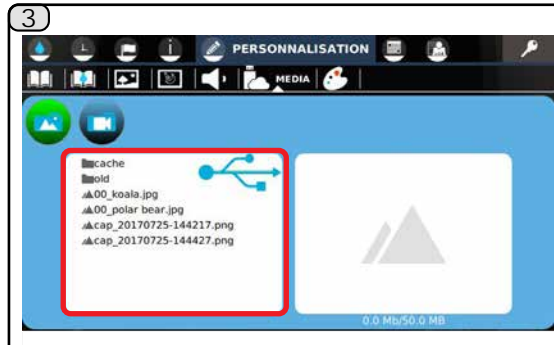 3
PERSONNALISATION
MEDIA
cache
old
00_koala.jpg
00_polar bear.jpg
cap_20170725-144217.png
cap_20170725-144427.png
0.0 Mb/50.0 MB